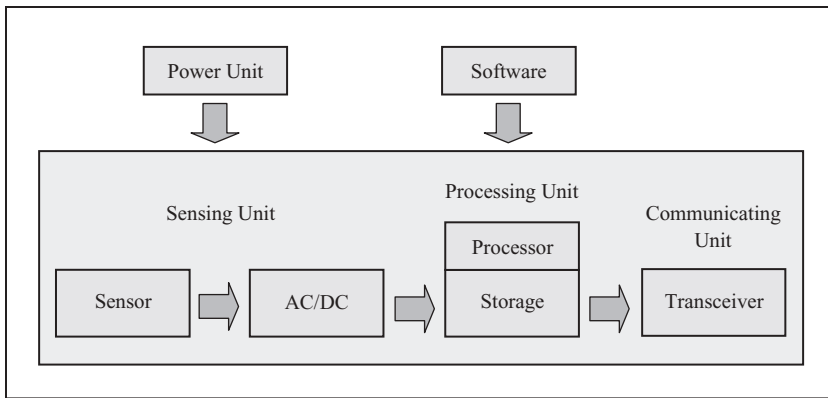 Power Unit
Software
Sensing Unit
Processing Unit
Communicating
Unit
Sensor
AC/DC
Processor
Storage
Transceiver